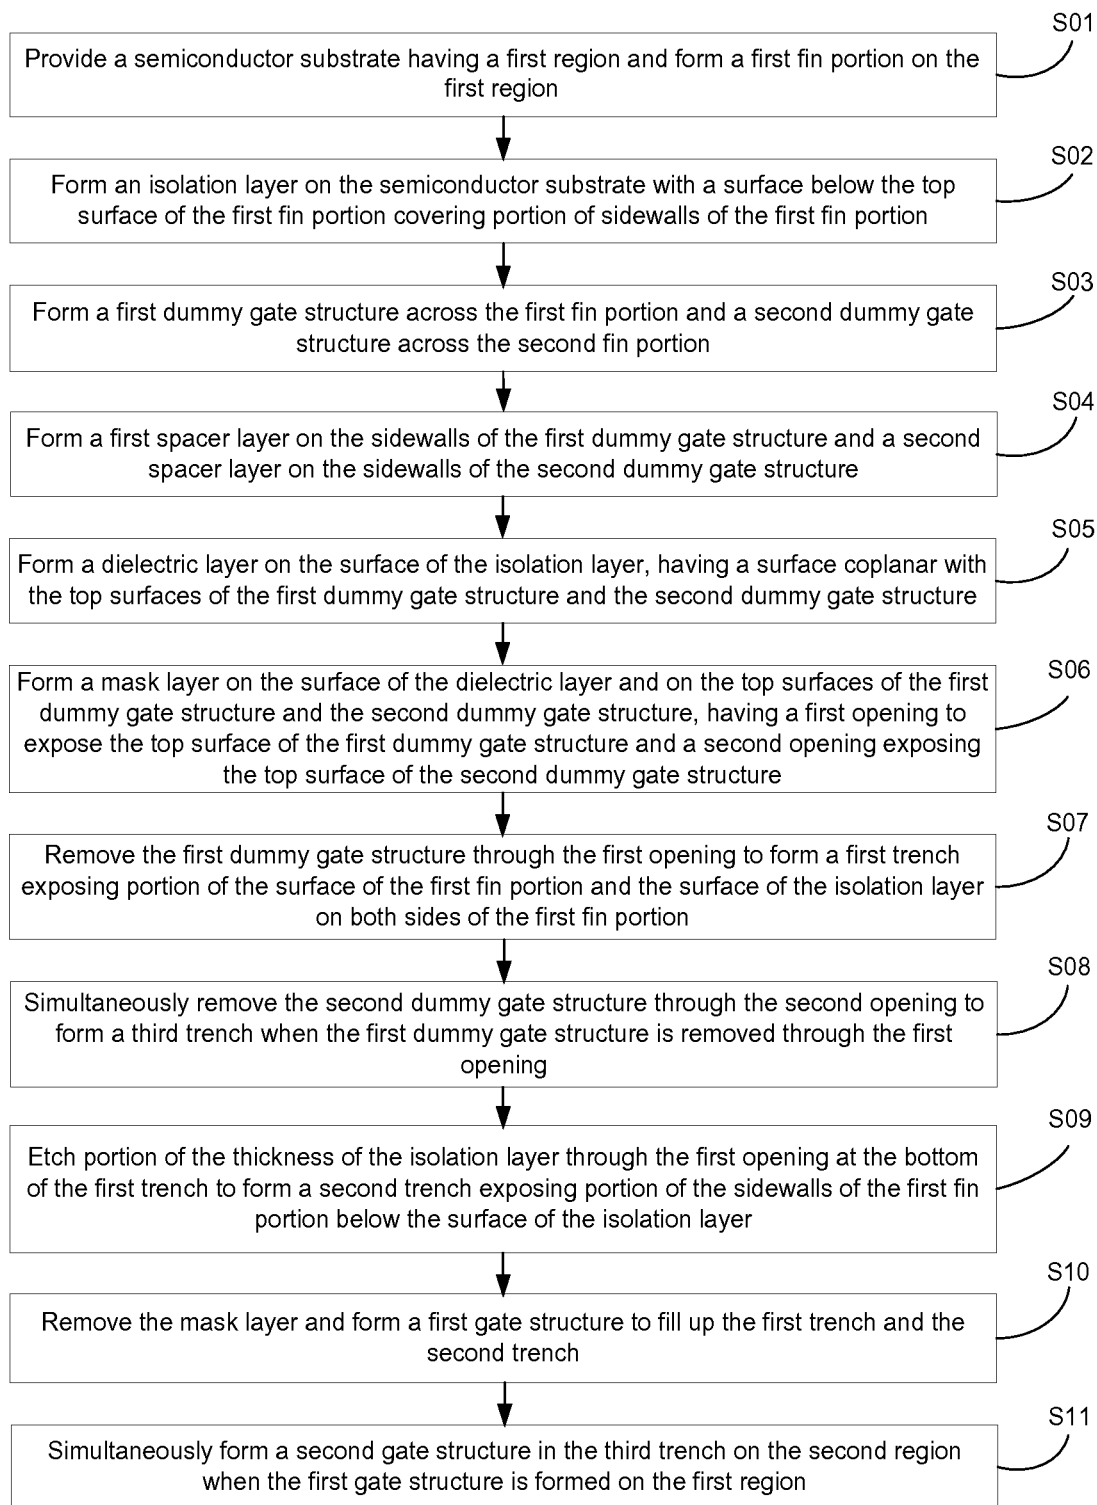 S01
Provide a semiconductor substrate having a first region and form a first fin portion on the
first region
S02
Form an isolation layer on the semiconductor substrate with a surface below the top
surface of the first fin portion covering portion of sidewalls of the first fin portion
S03
Form a first dummy gate structure across the first fin portion and a second dummy gate
structure across the second fin portion
S04
Form a first spacer layer on the sidewalls of the first dummy gate structure and a second
spacer layer on the sidewalls of the second dummy gate structure
S05
Form a dielectric layer on the surface of the isolation layer, having a surface coplanar with
the top surfaces of the first dummy gate structure and the second dummy gate structure
S06
Form a mask layer on the surface of the dielectric layer and on the top surfaces of the first
dummy gate structure and the second dummy gate structure, having a first opening to
expose the top surface of the first dummy gate structure and a second opening exposing
the top surface of the second dummy gate structure
S07
Remove the first dummy gate structure through the first opening to form a first trench
exposing portion of the surface of the first fin portion and the surface of the isolation layer
on both sides of the first fin portion
S08
Simultaneously remove the second dummy gate structure through the second opening to
form a third trench when the first dummy gate structure is removed through the first
opening
S09
Etch portion of the thickness of the isolation layer through the first opening at the bottom
of the first trench to form a second trench exposing portion of the sidewalls of the first fin
portion below the surface of the isolation layer
S10
Remove the mask layer and form a first gate structure to fill up the first trench and the
second trench
S11
Simultaneously form a second gate structure in the third trench on the second region
when the first gate structure is formed on the first region